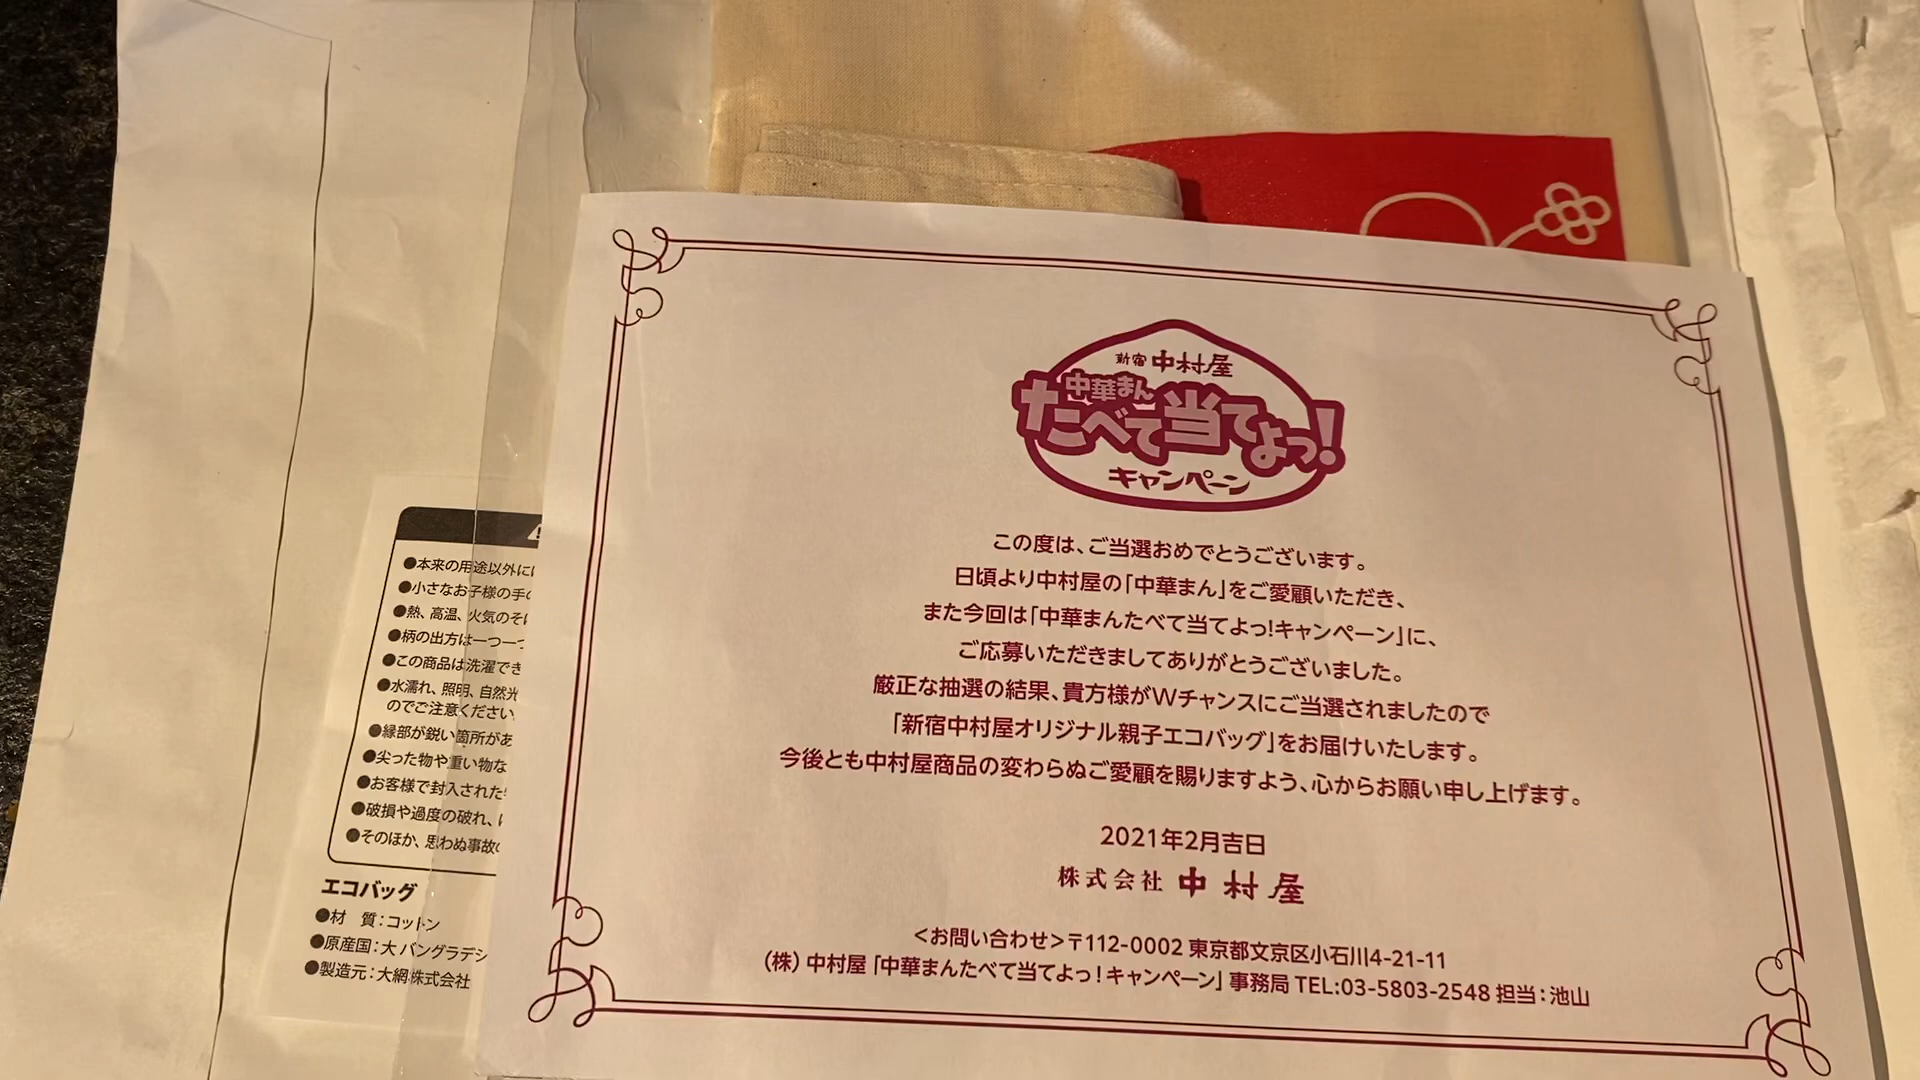 新宿 中村屋
中華まん
たべて当てよっ!
キャンペーン
この度は、ご当選おめでとうございます。
日頃より中村屋の「中華まん」をご愛顧いただき、
また今回は「中華まんたべて当てよっ!キャンペーン」に、
ご応募いただきましてありがとうございました。
厳正な抽選の結果、貴方様がWチャンスにご当選されましたので
「新宿中村屋オリジナル親子エコバッグ」をお届けいたします。
今後とも中村屋商品の変わらぬご愛顧を賜りますよう、心からお願い申し上げます。
2021年2月吉日
株式会社 中村屋
<お問い合わせ>〒112-0002 東京都文京区小石川4-21-11
(株) 中村屋 「中華まんたべて当てよっ!キャンペーン」 事務局 TEL:03-5803-2548 担当:池山
●本来の用途以外に
●小さなお子様の手の
●熱、高温、火気のそば
●柄の出方は一つ一つ
●この商品は洗濯でき
●水濡れ、照明、自然光
のでご注意ください
●縁部が鋭い箇所があ
●尖った物や重い物な
●お客様で封入された
●破損や過度の破れ、
●そのほか、思わぬ事故の
エコバッグ
●材 質:コットン
●原産国:大 バングラデシ
●製造元:大網株式会社